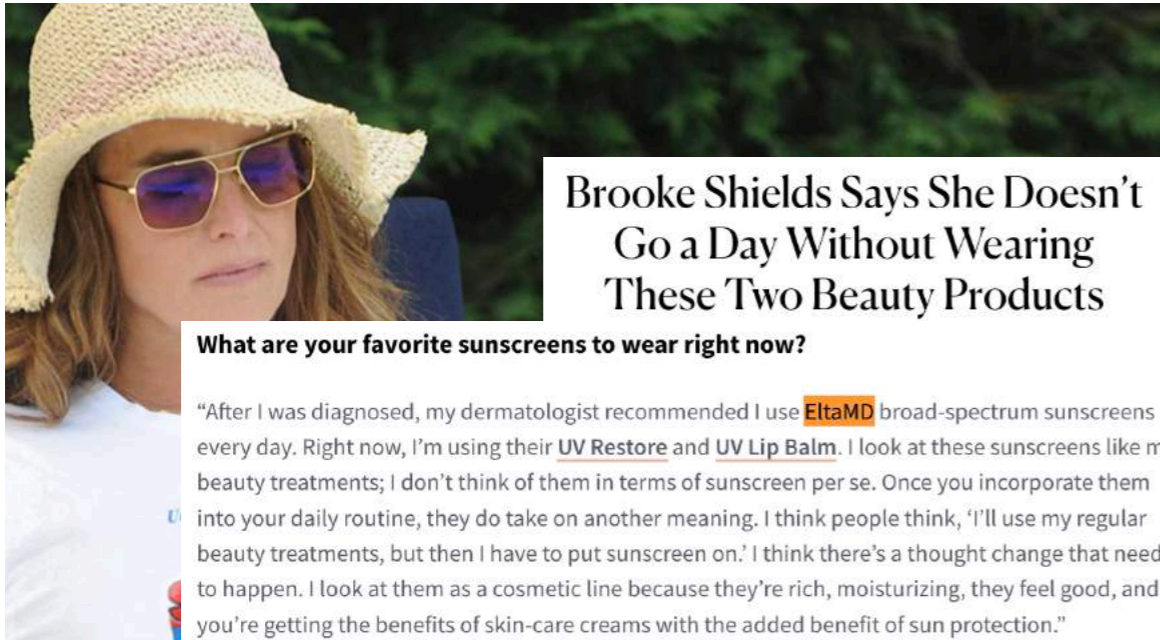 Brooke Shields Says She Doesn’t
Go a Day Without Wearing
These Two Beauty Products
What are your favorite sunscreens to wear right now?
“After I was diagnosed, my dermatologist recommended I use EltaMD broad-spectrum sunscreens
every day. Right now, I’m using their UV Restore and UV Lip Balm. I look at these sunscreens like
beauty treatments; I don’t think of them in terms of sunscreen per se. Once you incorporate them
into your daily routine, they do take on another meaning. I think people think, ‘I’ll use my regular
beauty treatments, but then I have to put sunscreen on.’ I think there’s a thought change that need
to happen. I look at them as a cosmetic line because they’re rich, moisturizing, they feel good, and
you’re getting the benefits of skin-care creams with the added benefit of sun protection.”